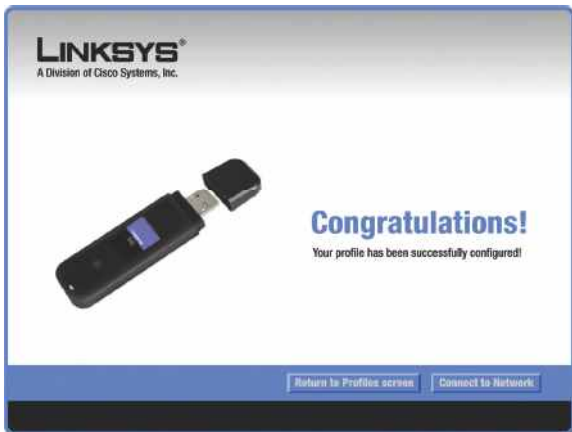 LINKSYS®
A Division of Cisco Systems, Inc.
Congratulations!
Your profile has been successfully configured!
Return to Profiles screen
Connect to Network